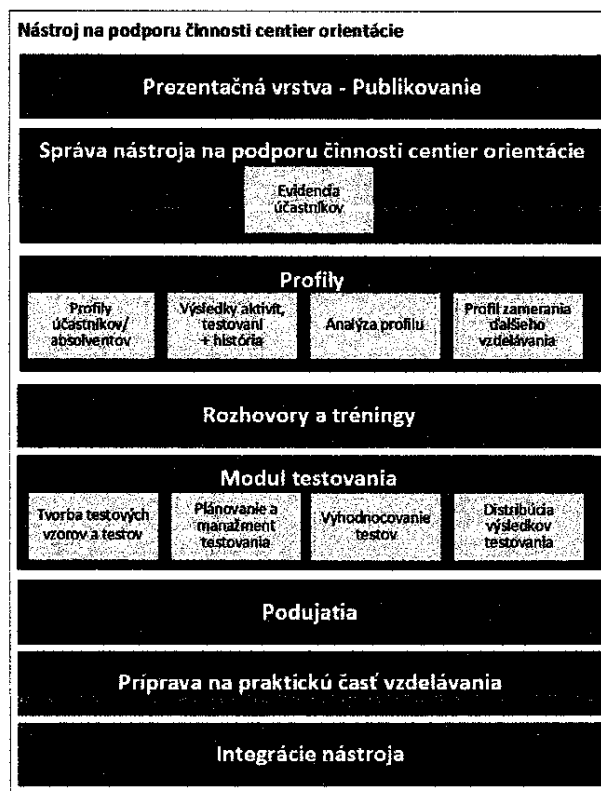 Nástroj na podporu činnosti centier orientácie
Prezentačná vrstva - Publikovanie
Správa nástroja na podporu činnosti centier orientácie
Evidencia
účastníkov
Profily
Profily
účastníkov/
absolventov
Výsledky aktivít,
testovaní
+ história
Analýza profilu
Profil zamerania
ďalšieho
vzdelávania
Rozhovory a tréningy
Modul testovania
Tvorba testových
vzorov a testov
Plánovanie a
manažment
testovania
Vyhodnocovanie
testov
Distribúcia
výsledkov
testovania
Podujatia
Príprava na praktickú časť vzdelávania
Integrácie nástroja